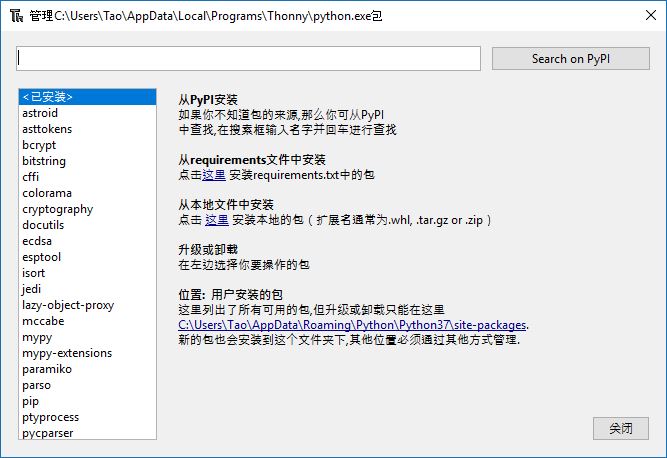 管理C:\Users\Tao\AppData\Local\Programs\Thonny\python.exe包
Search on PyPI
<已安装>
astroid
asttokens
bcrypt
bitstring
cffi
colorama
cryptography
docutils
ecdsa
esptool
isort
jedi
lazy-object-proxy
mccabe
mypy
mypy-extensions
paramiko
parso
pip
ptyprocess
pycparser
从PyPI安装
如果你不知道包的来源,那么你可从PyPI
中查找,在搜素框输入名字并回车进行查找
从requirements文件中安装
点击这里 安装requirements.txt中的包
从本地文件中安装
点击 这里 安装本地的包（扩展名通常为.whl, .tar.gz or .zip）
升级或卸载
在左边选择你要操作的包
位置: 用户安装的包
这里列出了所有可用的包,但升级或卸载只能在这里
C:\Users\Tao\AppData\Roaming\Python\Python37\site-packages.
新的包也会安装到这个文件夹下,其他位置必须通过其他方式管理.
关闭